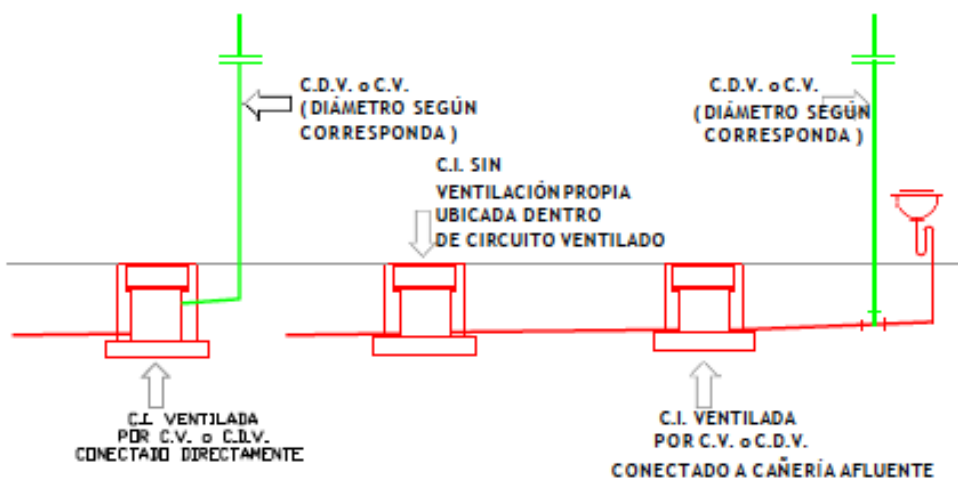 C.D.V. o C.V.
( DIÁMETRO SEGÚN
CORRESPONDA )
C.D.V. o C.V.
( DIÁMETRO SEGÚN
CORRESPONDA )
C.I. SIN
VENTILACIÓN PROPIA
UBICADA DENTRO
DE CIRCUITO VENTILADO
C.I. VENTILADA
POR C.V. o C.D.V.
CONECTADO DIRECTAMENTE
C.I. VENTILADA
POR C.V. o C.D.V.
CONECTADO A CAÑERÍA AFLUENTE